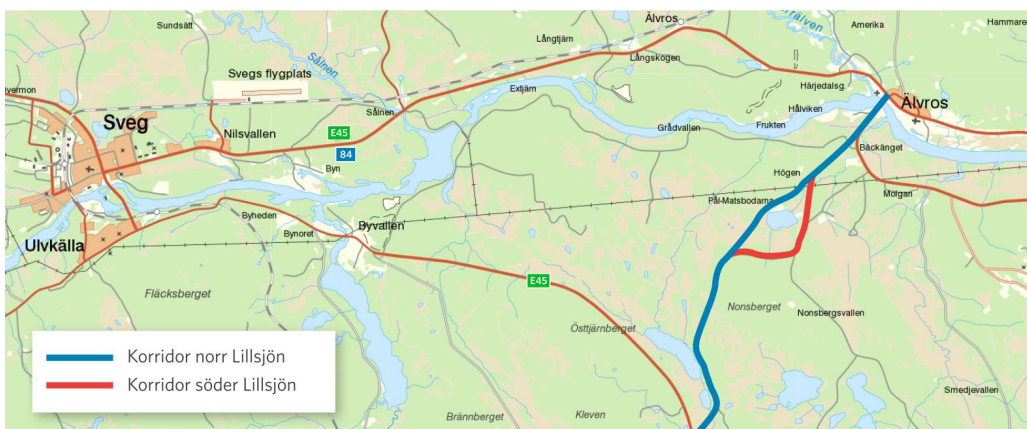 Sundsätt
Älvros
Amerika
Hammare
Långtjärn
Långskogen
Sålnen
Svegs flygplats
Extjärn
Härjedalsg.
Hålviken
Älvros
Sålnen
Sveg
Nilsvallen
E45
84
Grådvallen
Frukten
Bäckänget
Byn
Högen
Pål-Matsbodarna
Molgan
Byheden
Bynoret
Byvallen
Ulvkälla
Fläcksberget
E45
Nonsberget
Nonsbergsvallen
Östtjärnberget
Korridor norr Lillsjön
Korridor söder Lillsjön
Brännberget
Kleven
Smedjevallen